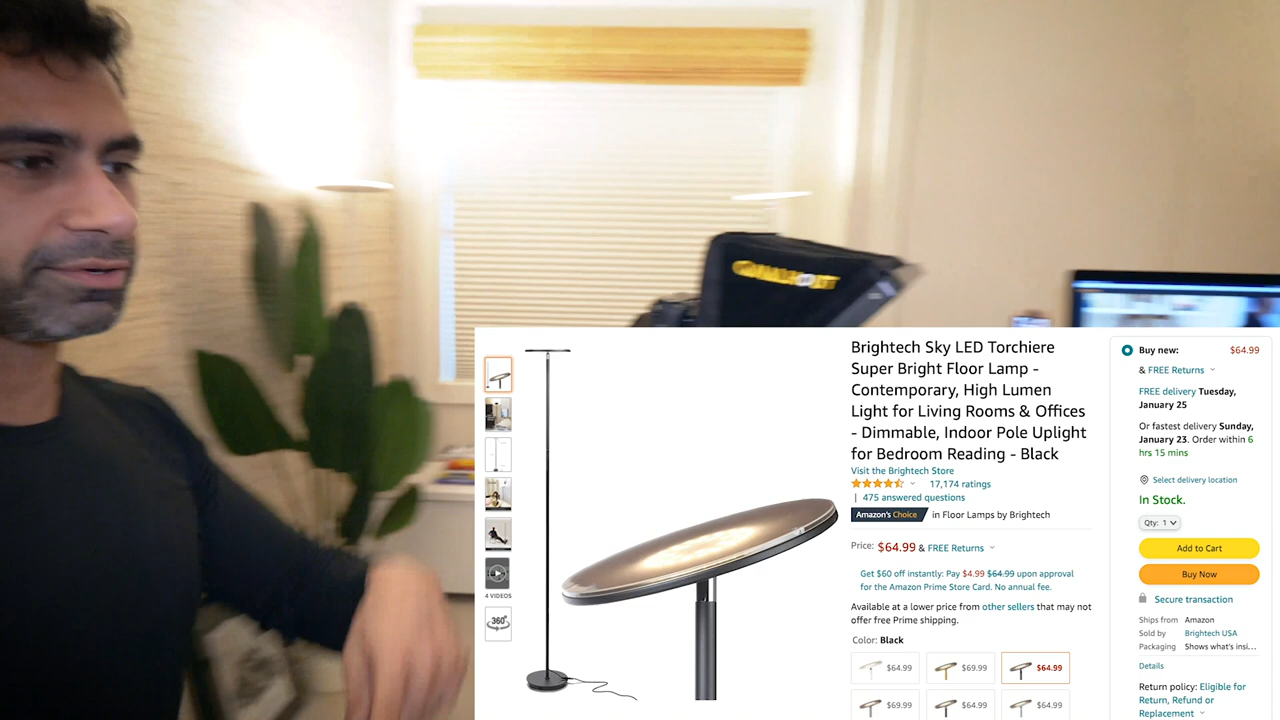 Brightech Sky LED Torchiere
Super Bright Floor Lamp -
Contemporary, High Lumen
Light for Living Rooms & Offices
- Dimmable, Indoor Pole Uplight
for Bedroom Reading - Black
Visit the Brightech Store
17,174 ratings
| 475 answered questions
Amazon's Choice in Floor Lamps by Brightech
Price: $64.99 & FREE Returns
Get $60 off instantly: Pay $4.99 $64.99 upon approval
for the Amazon Prime Store Card. No annual fee.
Available at a lower price from other sellers that may not
offer free Prime shipping.
Color: Black
$64.99 $69.99 $64.99
$69.99 $64.99 $64.99
4 VIDEOS
360°
Buy new: $64.99
& FREE Returns
FREE delivery Tuesday,
January 25
Or fastest delivery Sunday,
January 23. Order within 6
hrs 15 mins
Select delivery location
In Stock.
Qty: 1
Add to Cart
Buy Now
Secure transaction
Ships from Amazon
Sold by Brightech USA
Packaging Shows what's insi...
Details
Return policy: Eligible for
Return, Refund or
Replacement